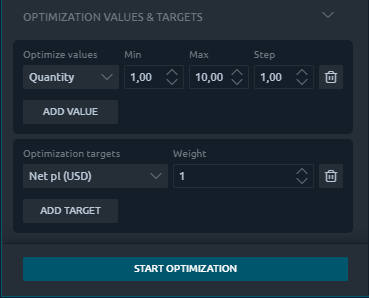 OPTIMIZATION VALUES & TARGETS
Optimize values Min Max Step
Quantity 1,00 10,00 1,00
ADD VALUE
Optimization targets Weight
Net pl (USD) 1
ADD TARGET
START OPTIMIZATION